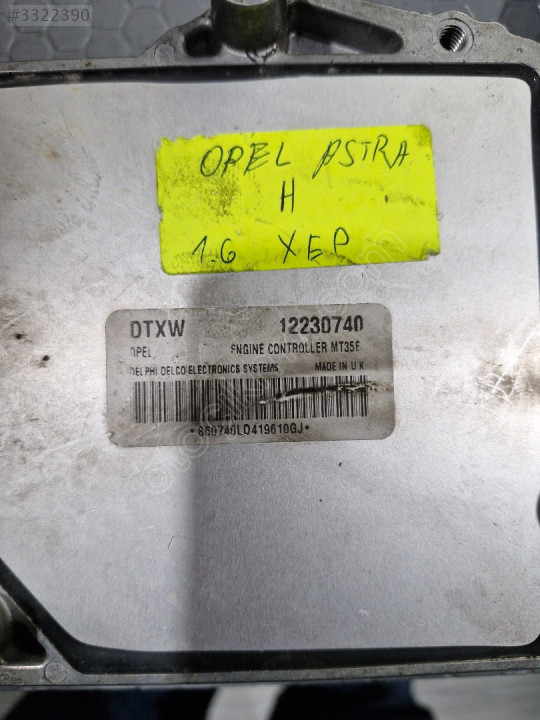 #3322390
OPEL ASTRA
H
1.6 XEP
DTXW 12230740
OPEL ENGINE CONTROLLER MT35E
DELPHI DELCO ELECTRONICS SYSTEMS MADE IN U K